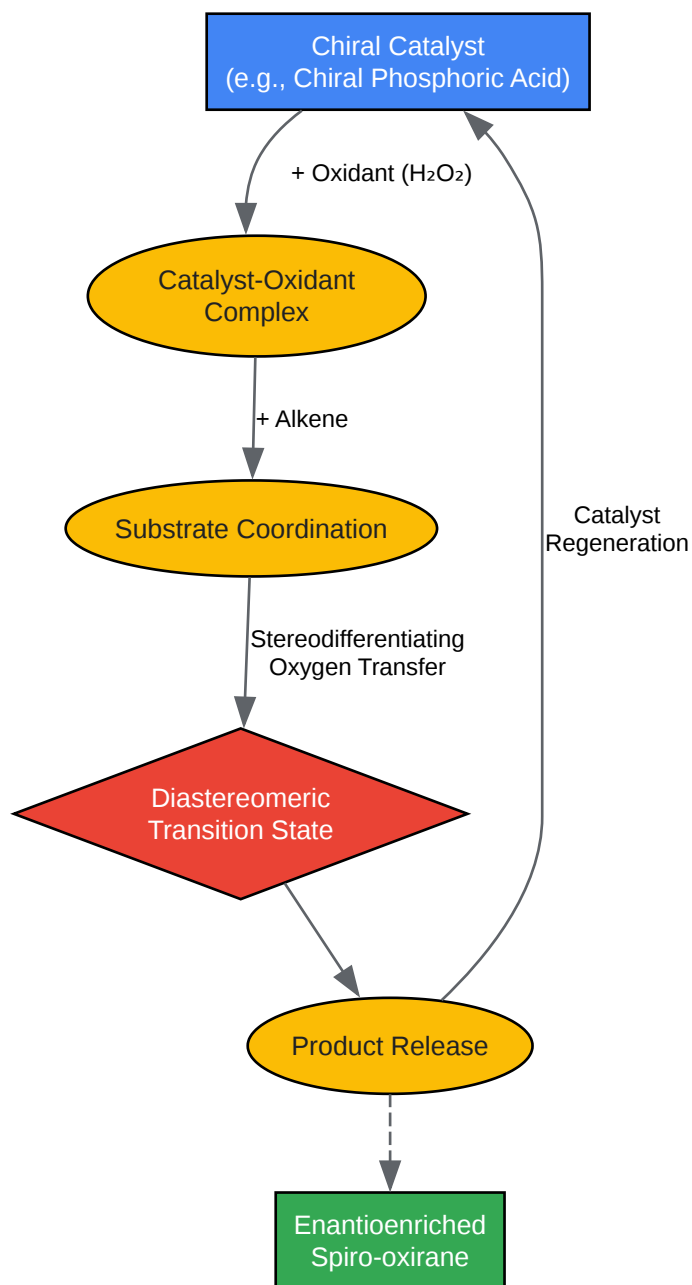 Chiral Catalyst
(e.g., Chiral Phosphoric Acid)
+ Oxidant (H₂O₂)
Catalyst-Oxidant
Complex
+ Alkene
Substrate Coordination
Catalyst
Regeneration
Stereodifferentiating
Oxygen Transfer
Diastereomeric
Transition State
Product Release
Enantioenriched
Spiro-oxirane